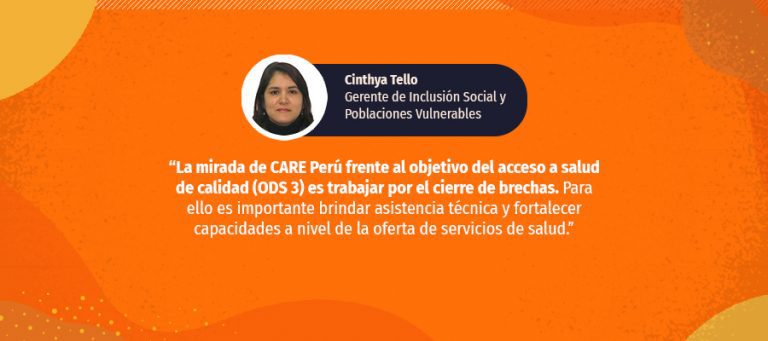 Cinthya Tello
Gerente de Inclusión Social y
Poblaciones Vulnerables
“La mirada de CARE Perú frente al objetivo del acceso a salud
de calidad (ODS 3) es trabajar por el cierre de brechas. Para
ello es importante brindar asistencia técnica y fortalecer
capacidades a nivel de la oferta de servicios de salud.”